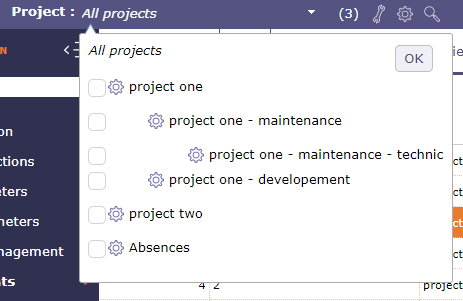 Project : All projects (3)
All projects
OK
project one
project one - maintenance
project one - maintenance - technic
project one - developement
project two
Absences
4 2